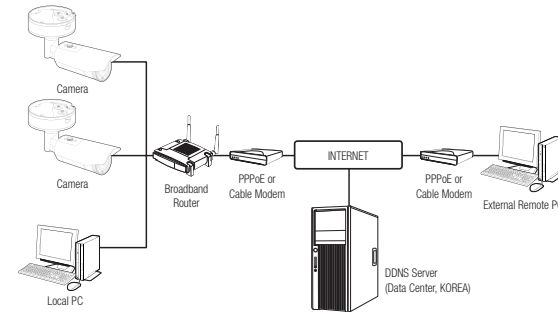 Camera
Camera
Local PC
Broadband
Router
PPPoE or
Cable Modem
INTERNET
DDNS Server
(Data Center, KOREA)
PPPoE or
Cable Modem
External Remote PC